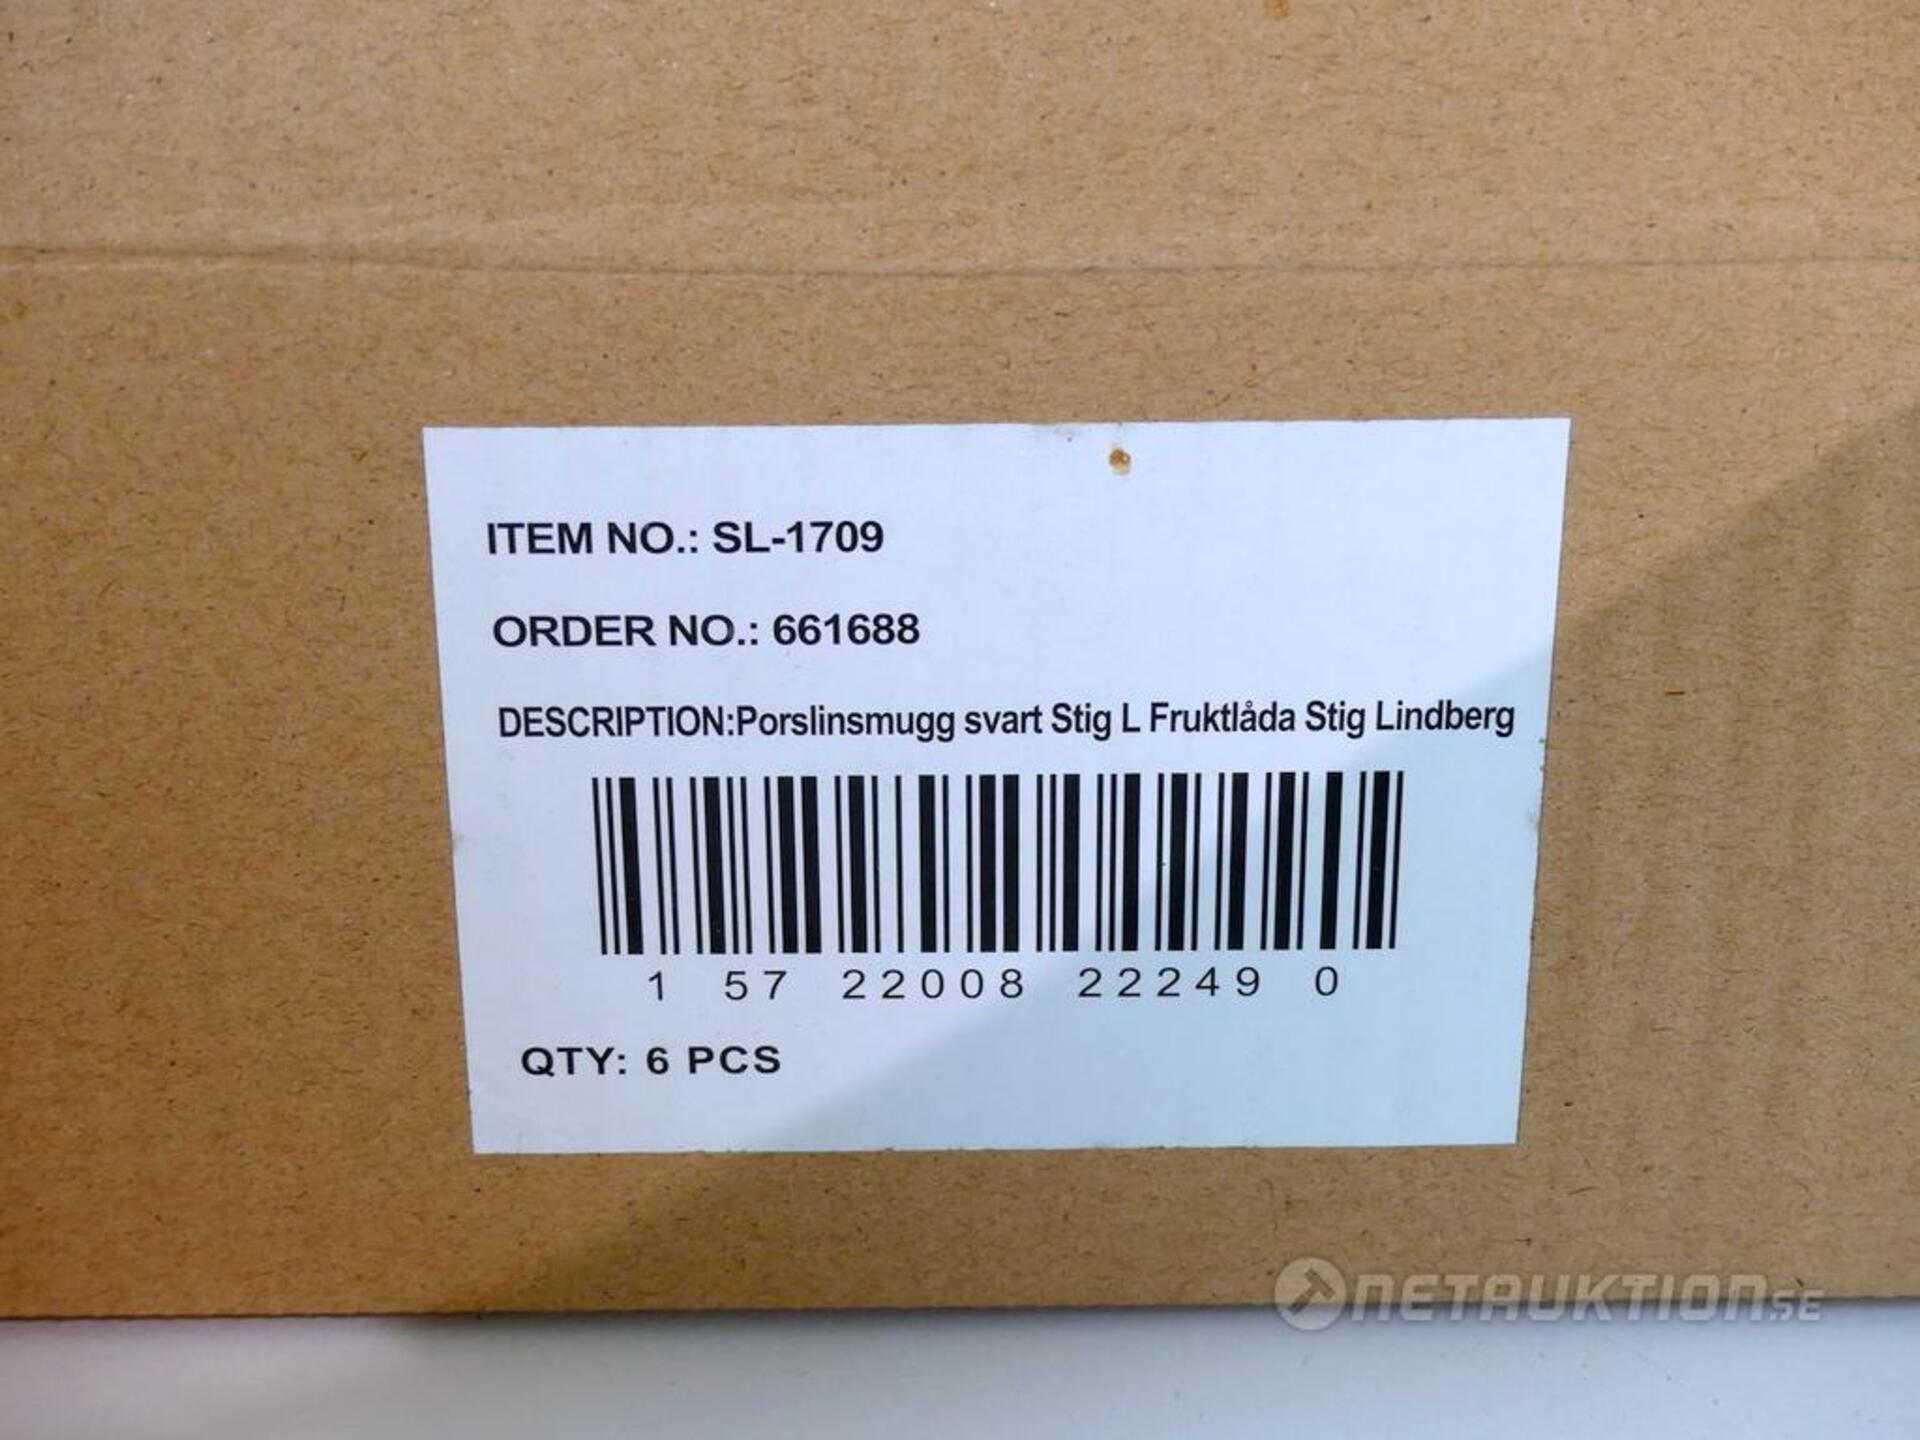 ITEM NO.: SL-1709
ORDER NO.: 661688
DESCRIPTION:Porslinsmugg svart Stig L Fruktlåda Stig Lindberg
1 57 22008 22249 0
QTY: 6 PCS
NETAUKTION.SE